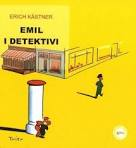 ERICH KÄSTNER
EMIL
I DETEKTIVI